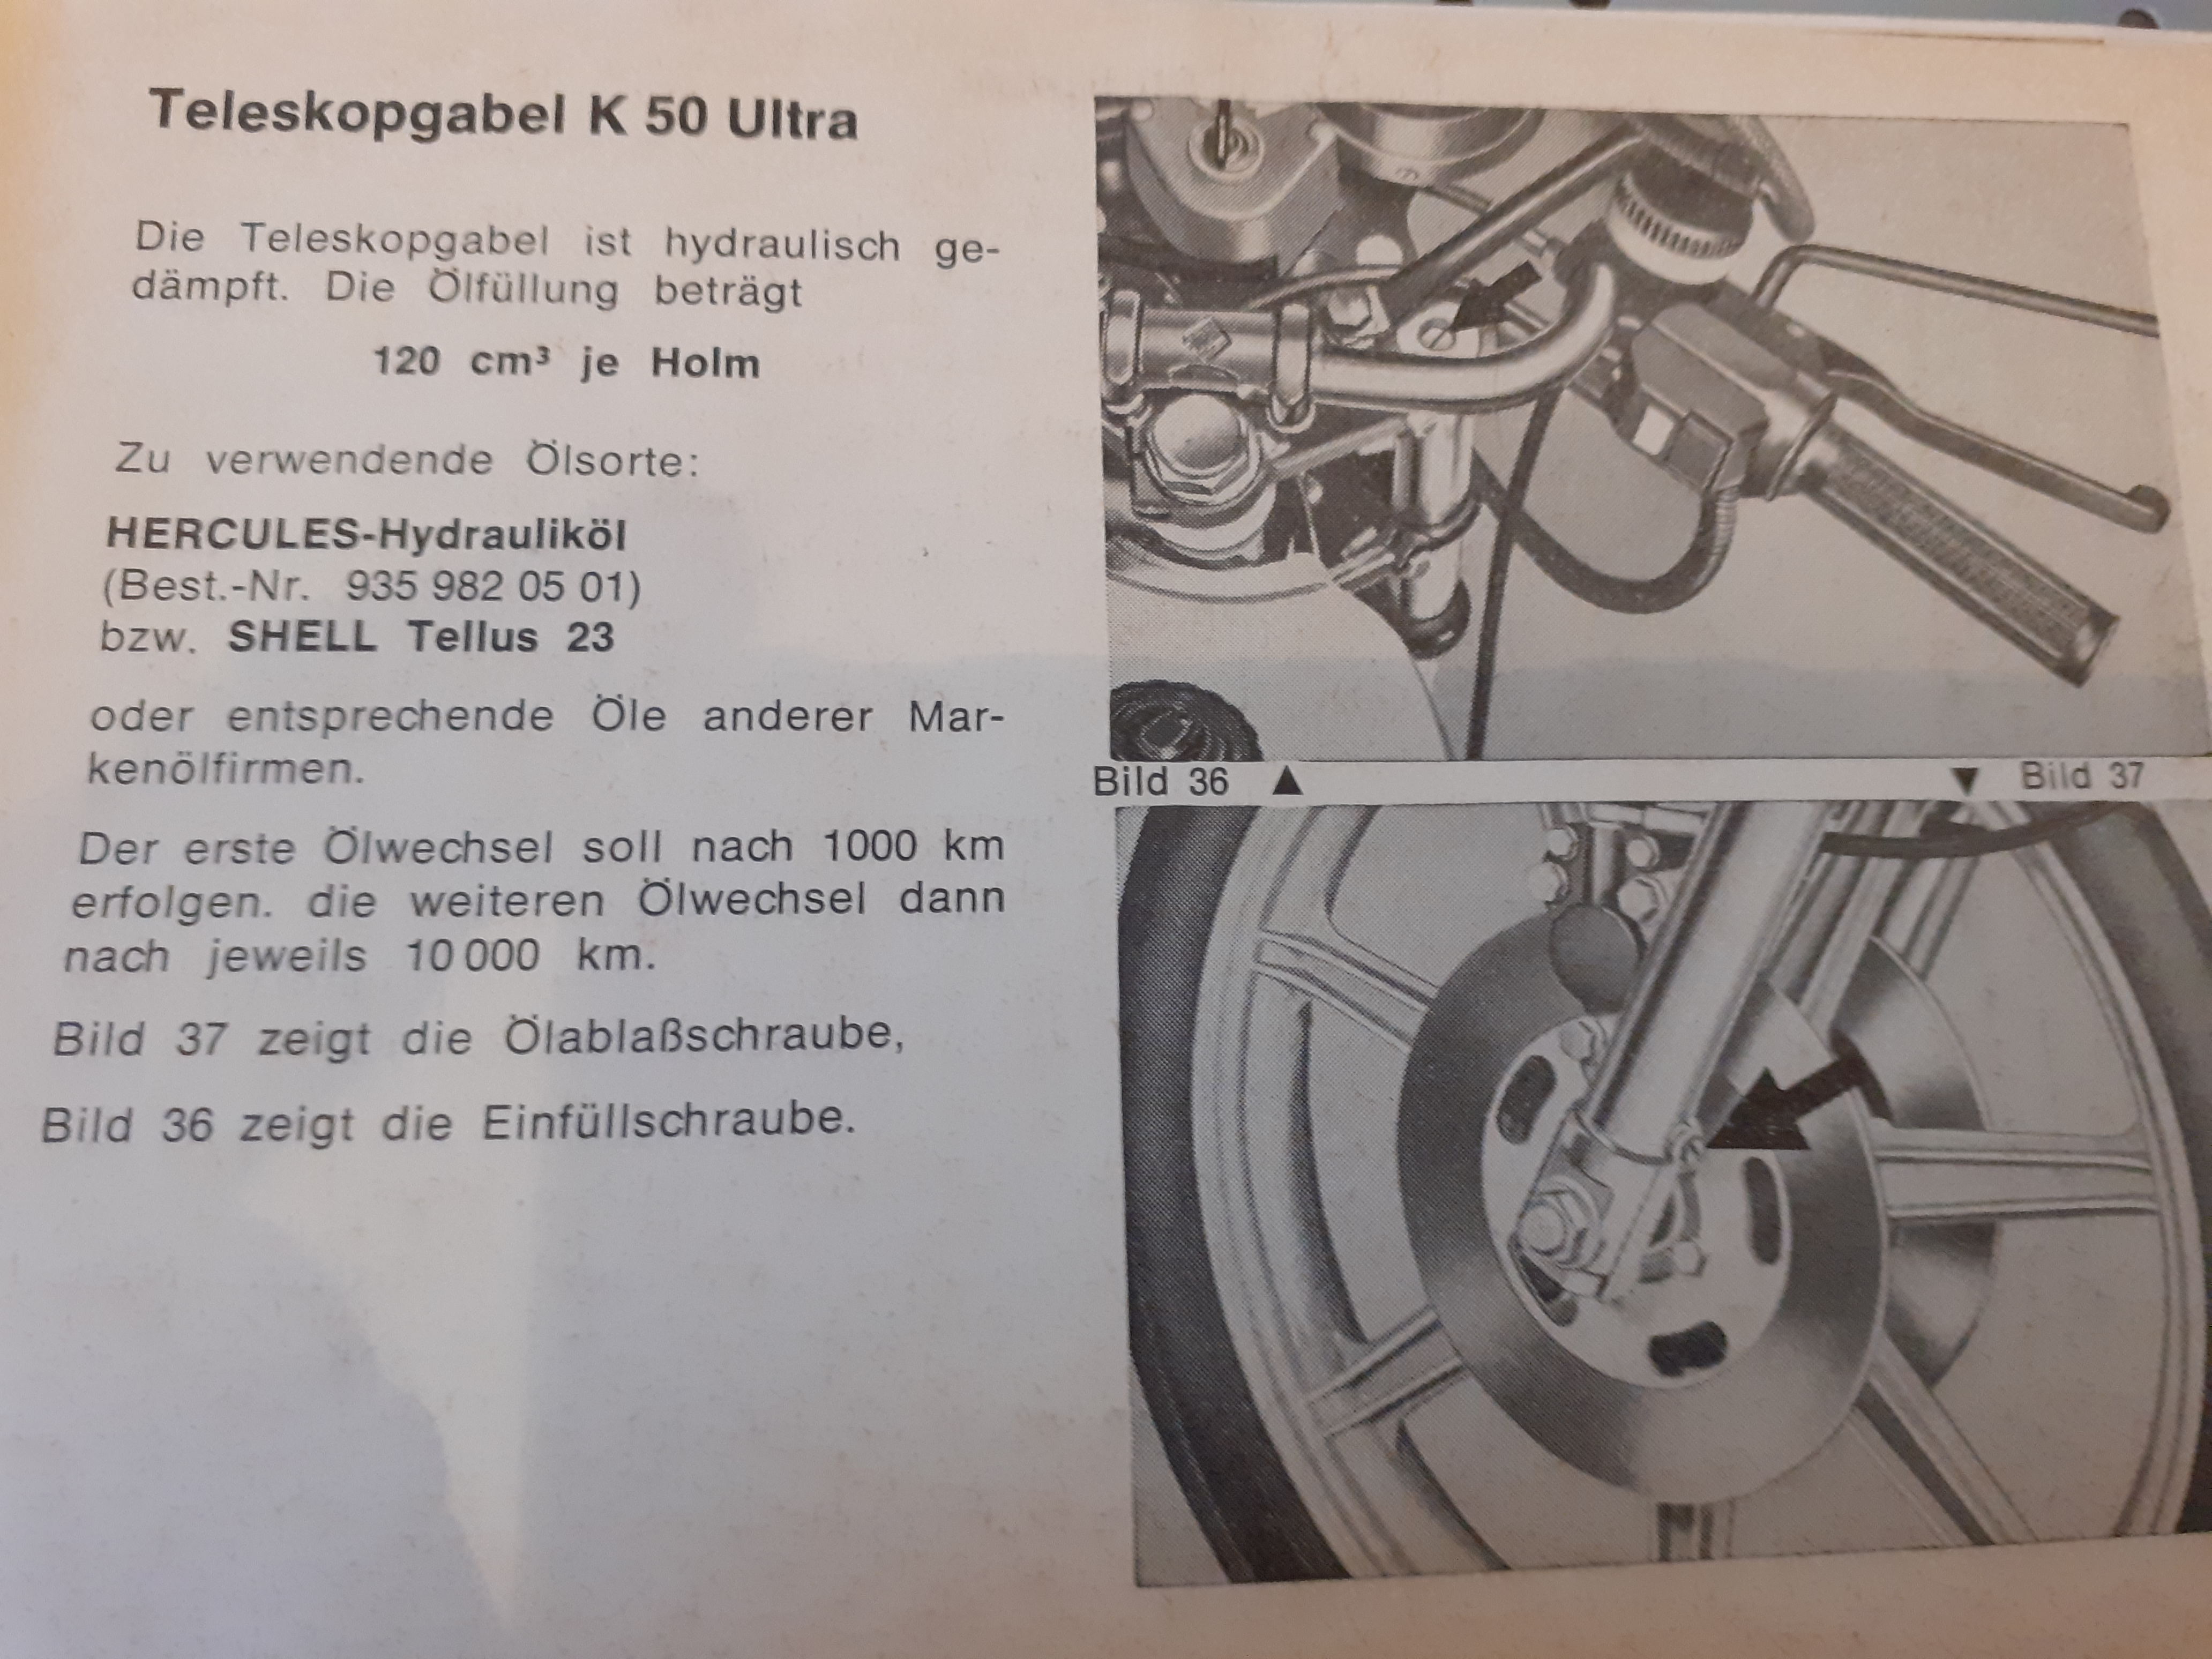 Teleskopgabel K 50 Ultra
Die Teleskopgabel ist hydraulisch ge-
dämpft. Die Ölfüllung beträgt
120 cm³ je Holm
Zu verwendende Ölsorte:
HERCULES-Hydrauliköl
(Best.-Nr. 935 982 05 01)
bzw. SHELL Tellus 23
oder entsprechende Öle anderer Mar-
kenölfirmen.
Der erste Ölwechsel soll nach 1000 km
erfolgen. die weiteren Ölwechsel dann
nach jeweils 10 000 km.
Bild 37 zeigt die Ölablaßschraube,
Bild 36 zeigt die Einfüllschraube.
Bild 36 ▲ ▼ Bild 37